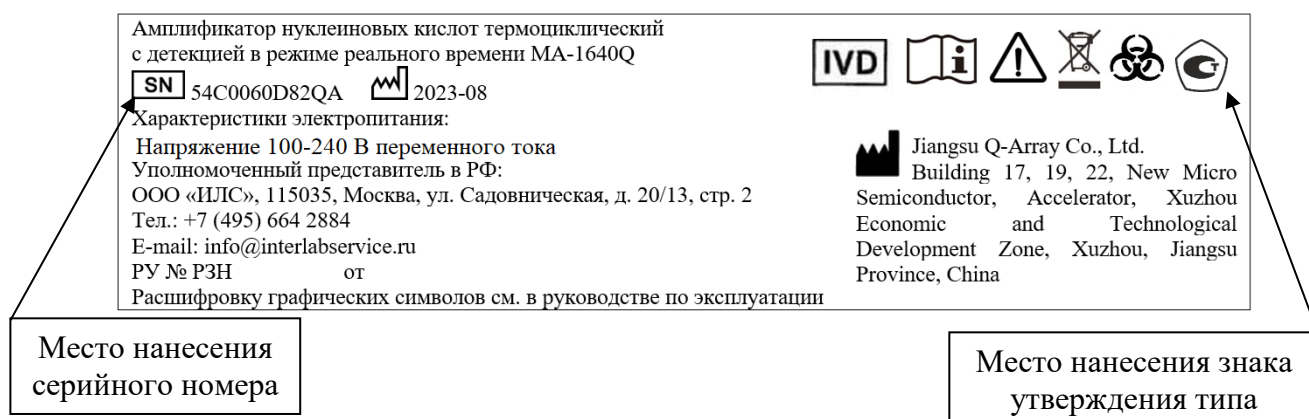 Амплификатор нуклеиновых кислот термоциклический
с детекцией в режиме реального времени MA-1640Q
SN 54C0060D82QA 2023-08
Характеристики электропитания:
Напряжение 100-240 В переменного тока
Уполномоченный представитель в РФ:
ООО «ИЛС», 115035, Москва, ул. Садовническая, д. 20/13, стр. 2
Тел.: +7 (495) 664 2884
E-mail: info@interlabservice.ru
РУ № РЗН от
Расшифровку графических символов см. в руководстве по эксплуатации
IVD
Jiangsu Q-Array Co., Ltd.
Building 17, 19, 22, New Micro
Semiconductor, Accelerator, Xuzhou
Economic and Technological
Development Zone, Xuzhou, Jiangsu
Province, China
Место нанесения
серийного номера
Место нанесения знака
утверждения типа